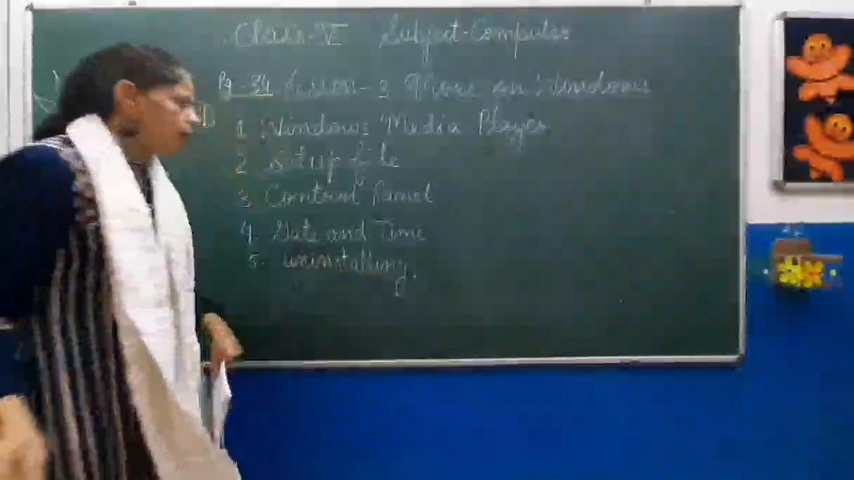 Class-VI Subject-Computer
Pg-34 Lesson-3 More on Windows
1 Windows Media Player
2 Setup file
3 Control Panel
4. Date and Time
5. uninstalling.